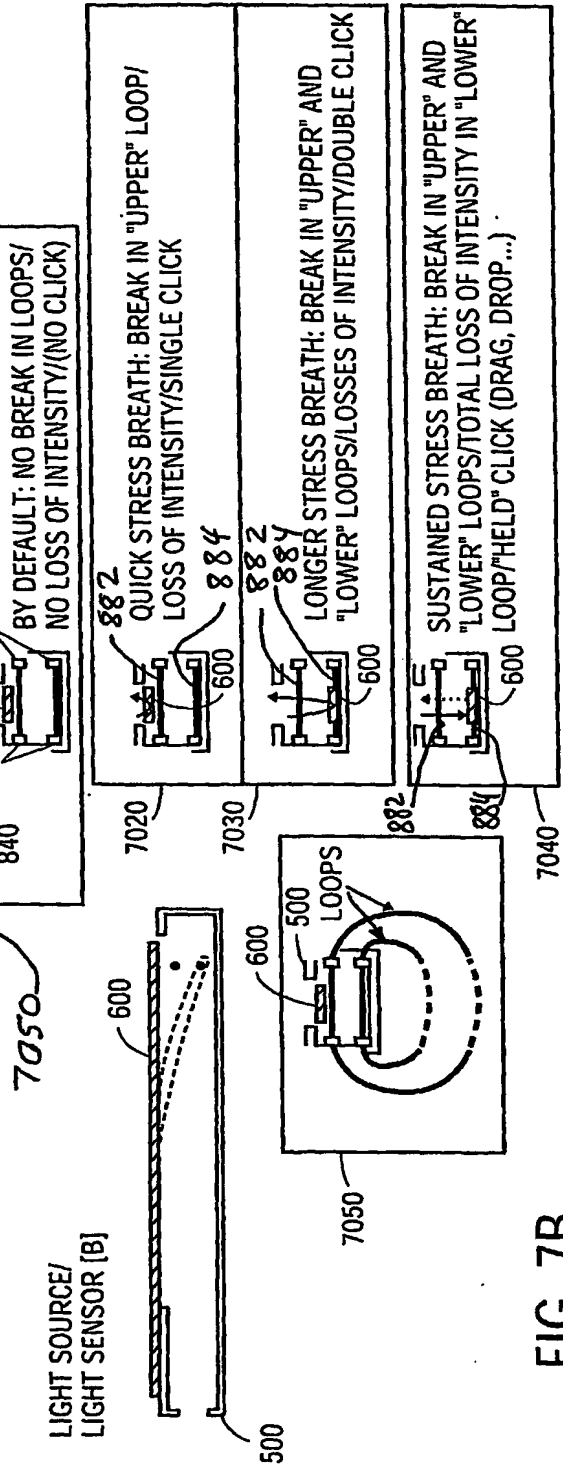 LIGHT SOURCE/
LIGHT SENSOR [B]
500
600
7050
840
BY DEFAULT: NO BREAK IN LOOPS/
NO LOSS OF INTENSITY/(NO CLICK)
7020
882
QUICK STRESS BREATH: BREAK IN "UPPER" LOOP/
LOSS OF INTENSITY/SINGLE CLICK
600
884
7030
882
884
LONGER STRESS BREATH: BREAK IN "UPPER" AND
"LOWER" LOOPS/LOSSES OF INTENSITY/DOUBLE CLICK
600
7040
882
884
SUSTAINED STRESS BREATH: BREAK IN "UPPER" AND
"LOWER" LOOPS/TOTAL LOSS OF INTENSITY IN "LOWER"
LOOP/"HELD" CLICK (DRAG, DROP...)
600
7050
600
500
LOOPS
FIG. 7B